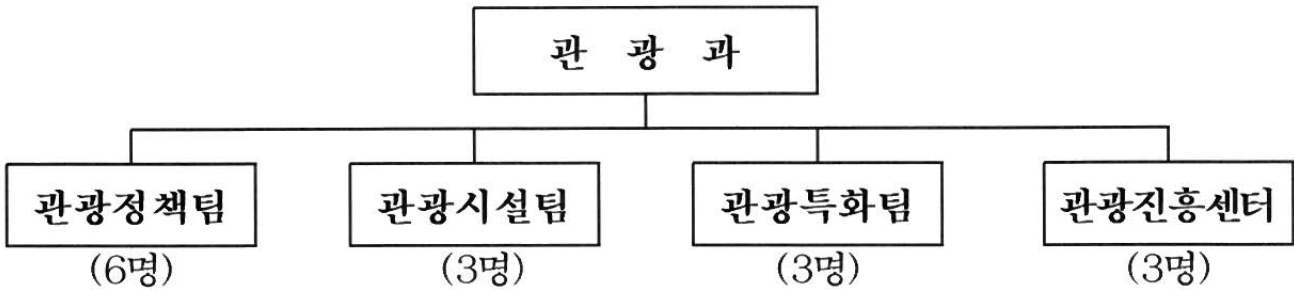 관 광 과
관광정책팀 관광시설팀 관광특화팀 관광진흥센터
(6명) (3명) (3명) (3명)